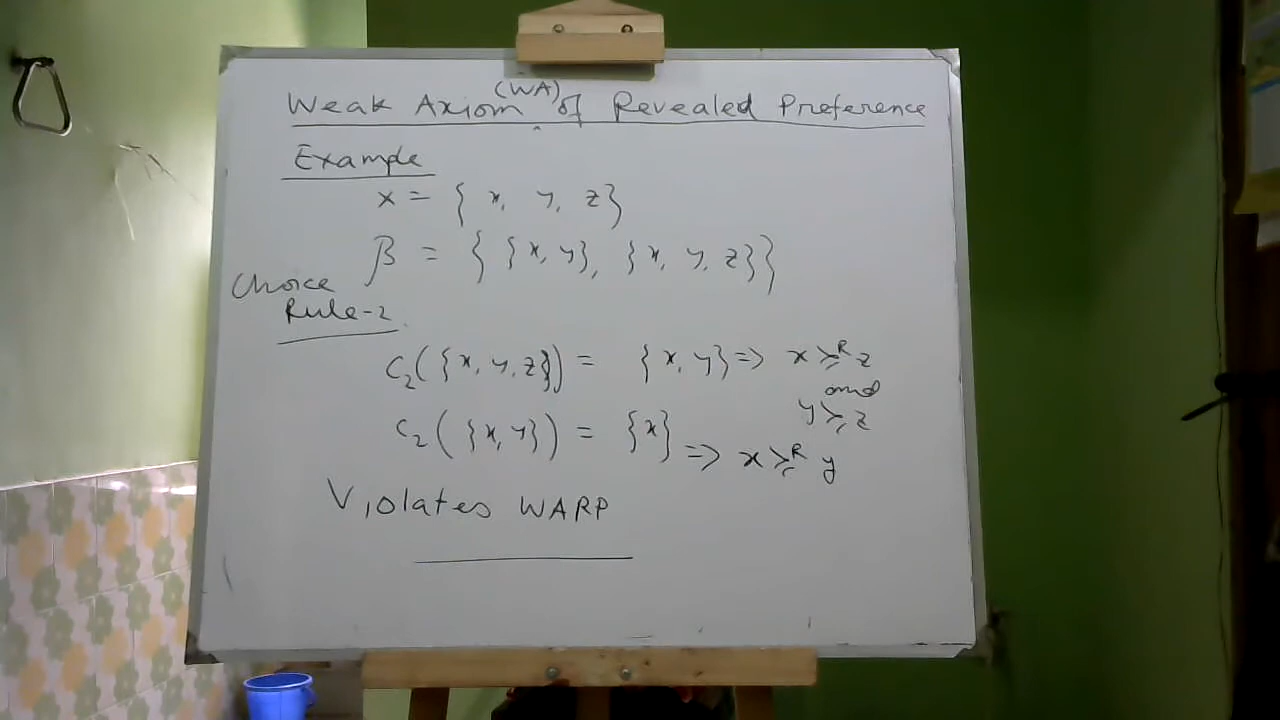 Weak Axiom (WA) of Revealed Preference
Example
X = { x, y, z }
β = { {x, y}, {x, y, z} }
Choice
Rule-2
C₂({x, y, z}) = {x, y} => x ≽ᴿ z
and
y ≽ z
C₂({x, y}) = {x} => x ≽ᴿ y
Violates WARP